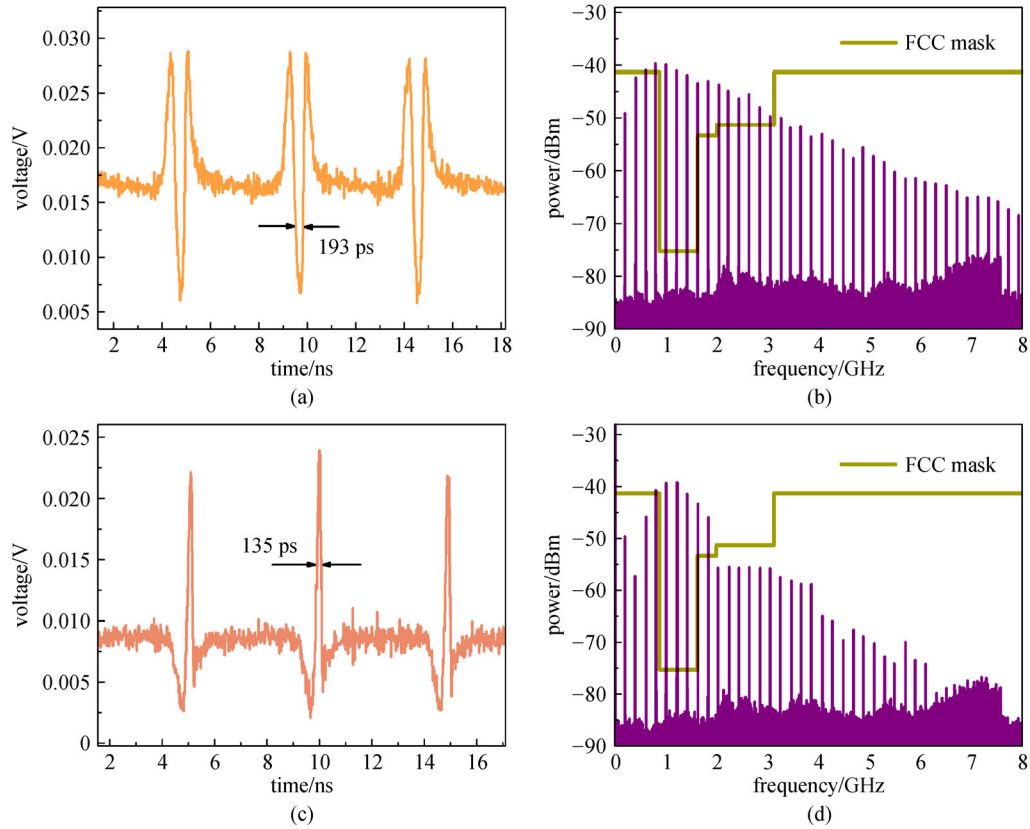 0.030
0.025
0.020
0.016
0.010
0.005
voltage/V
193 ps
2 4 6 8 10 12 14 16 18
time/ns
(a)
−30
−40
−50
−60
−70
−80
−90
power/dBm
FCC mask
0 1 2 3 4 5 6 7 8
frequency/GHz
(b)
0.025
0.020
0.015
0.010
0.005
0
voltage/V
135 ps
2 4 6 8 10 12 14 16
time/ns
(c)
−30
−40
−50
−60
−70
−80
−90
power/dBm
FCC mask
0 1 2 3 4 5 6 7 8
frequency/GHz
(d)